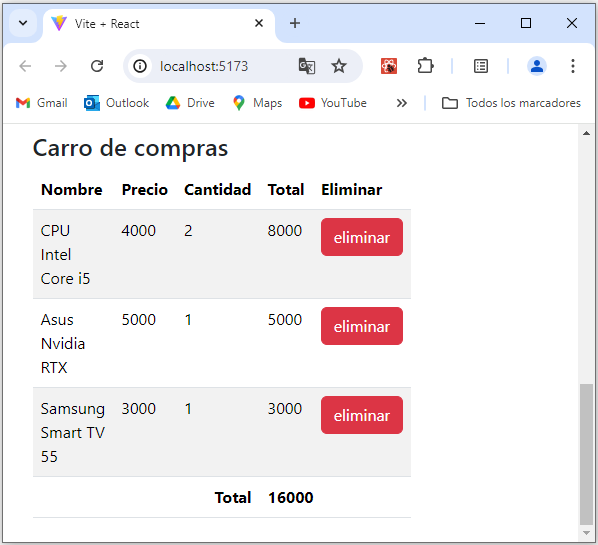 Vite + React
localhost:5173
Gmail Outlook Drive Maps YouTube » Todos los marcadores
Carro de compras
Nombre Precio Cantidad Total Eliminar
CPU 4000 2 8000 eliminar
Intel
Core i5
Asus 5000 1 5000 eliminar
Nvidia
RTX
Samsung 3000 1 3000 eliminar
Smart TV
55
Total 16000